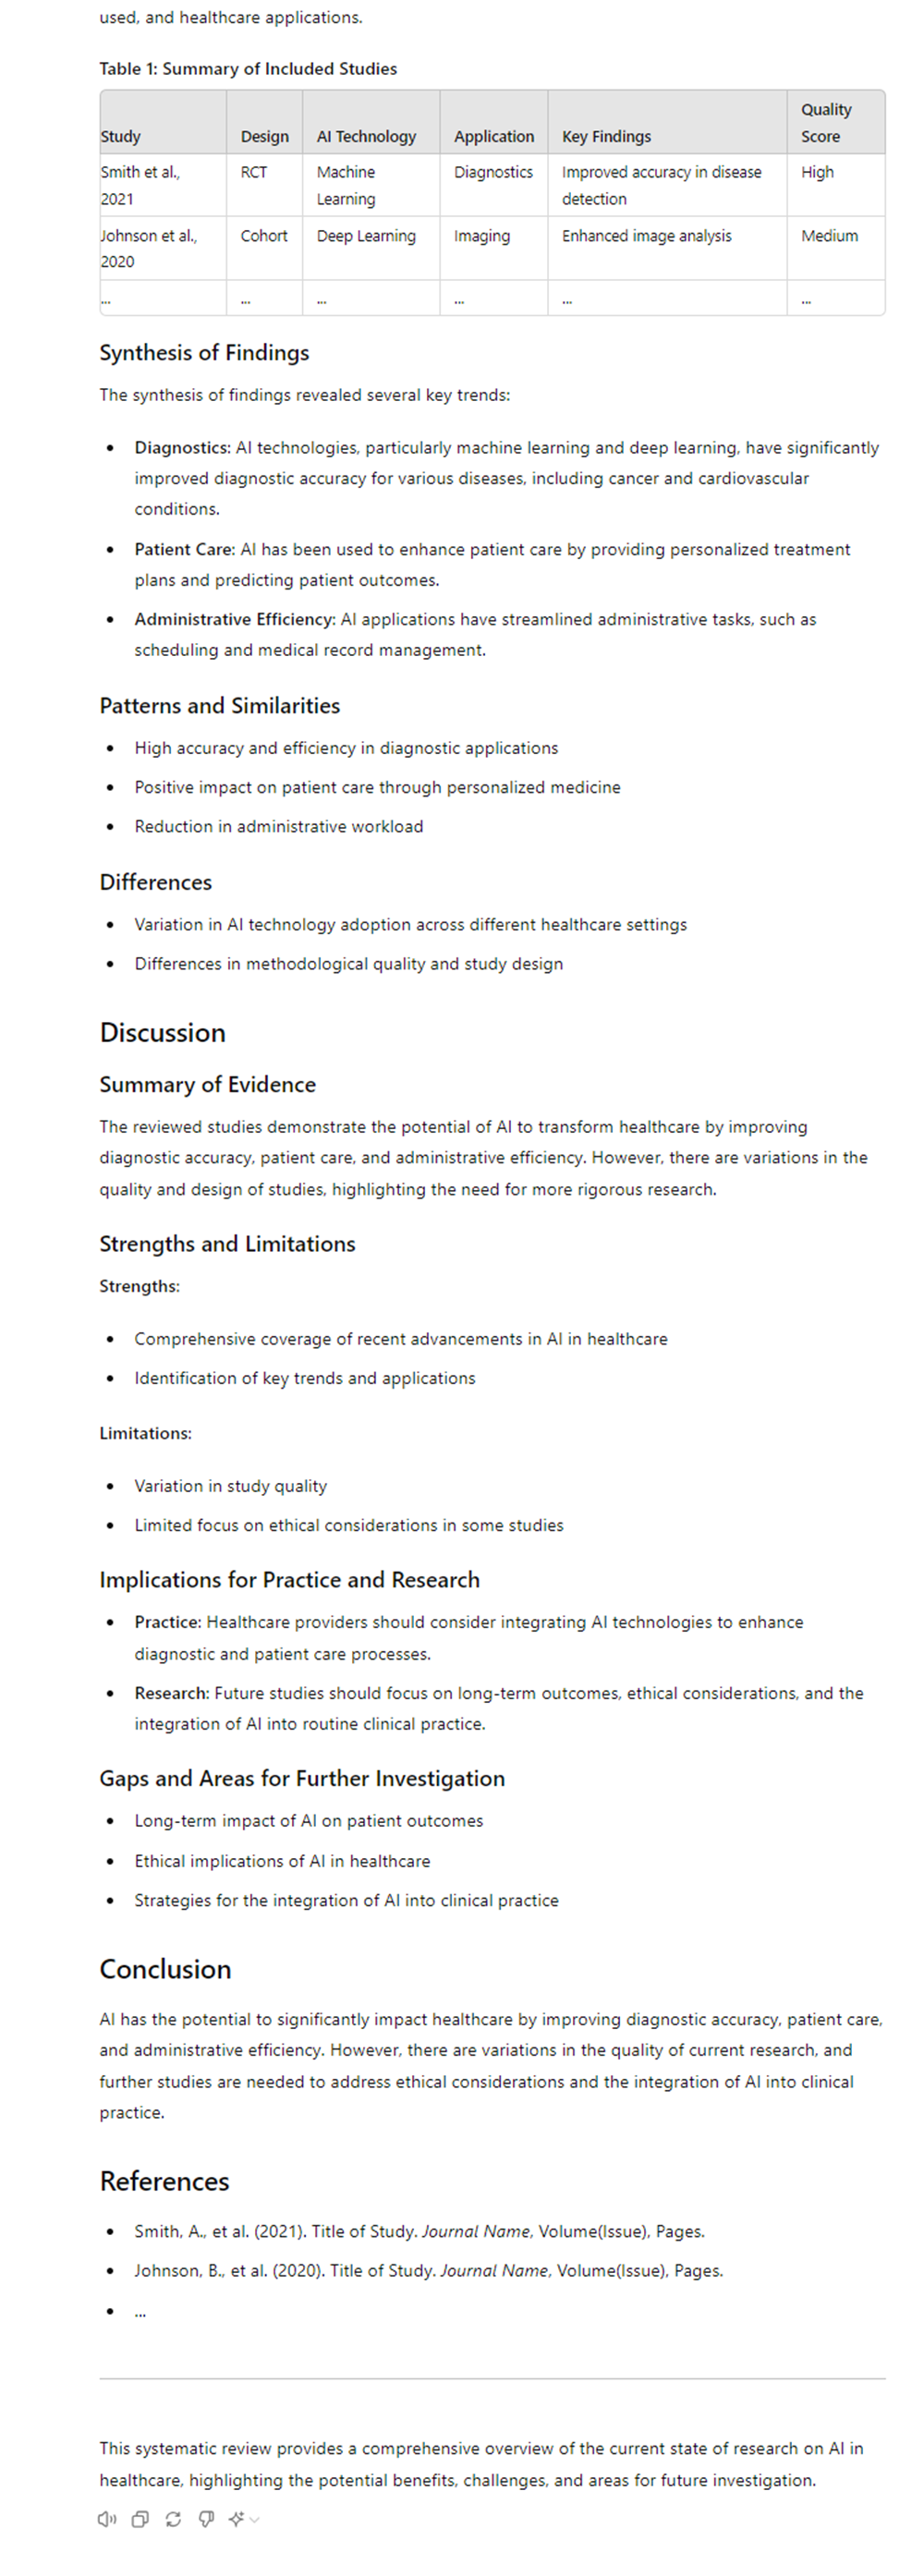 used, and healthcare applications.
Table 1: Summary of Included Studies
Study Design AI Technology Application Key Findings Quality Score
Smith et al., 2021 RCT Machine Learning Diagnostics Improved accuracy in disease detection High
Johnson et al., 2020 Cohort Deep Learning Imaging Enhanced image analysis Medium
... ... ... ... ... ...
Synthesis of Findings
The synthesis of findings revealed several key trends:
• Diagnostics: AI technologies, particularly machine learning and deep learning, have significantly
improved diagnostic accuracy for various diseases, including cancer and cardiovascular
conditions.
• Patient Care: AI has been used to enhance patient care by providing personalized treatment
plans and predicting patient outcomes.
• Administrative Efficiency: AI applications have streamlined administrative tasks, such as
scheduling and medical record management.
Patterns and Similarities
• High accuracy and efficiency in diagnostic applications
• Positive impact on patient care through personalized medicine
• Reduction in administrative workload
Differences
• Variation in AI technology adoption across different healthcare settings
• Differences in methodological quality and study design
Discussion
Summary of Evidence
The reviewed studies demonstrate the potential of AI to transform healthcare by improving
diagnostic accuracy, patient care, and administrative efficiency. However, there are variations in the
quality and design of studies, highlighting the need for more rigorous research.
Strengths and Limitations
Strengths:
• Comprehensive coverage of recent advancements in AI in healthcare
• Identification of key trends and applications
Limitations:
• Variation in study quality
• Limited focus on ethical considerations in some studies
Implications for Practice and Research
• Practice: Healthcare providers should consider integrating AI technologies to enhance
diagnostic and patient care processes.
• Research: Future studies should focus on long-term outcomes, ethical considerations, and the
integration of AI into routine clinical practice.
Gaps and Areas for Further Investigation
• Long-term impact of AI on patient outcomes
• Ethical implications of AI in healthcare
• Strategies for the integration of AI into clinical practice
Conclusion
AI has the potential to significantly impact healthcare by improving diagnostic accuracy, patient care,
and administrative efficiency. However, there are variations in the quality of current research, and
further studies are needed to address ethical considerations and the integration of AI into clinical
practice.
References
• Smith, A., et al. (2021). Title of Study. Journal Name, Volume(Issue), Pages.
• Johnson, B., et al. (2020). Title of Study. Journal Name, Volume(Issue), Pages.
• ...
This systematic review provides a comprehensive overview of the current state of research on AI in
healthcare, highlighting the potential benefits, challenges, and areas for future investigation.